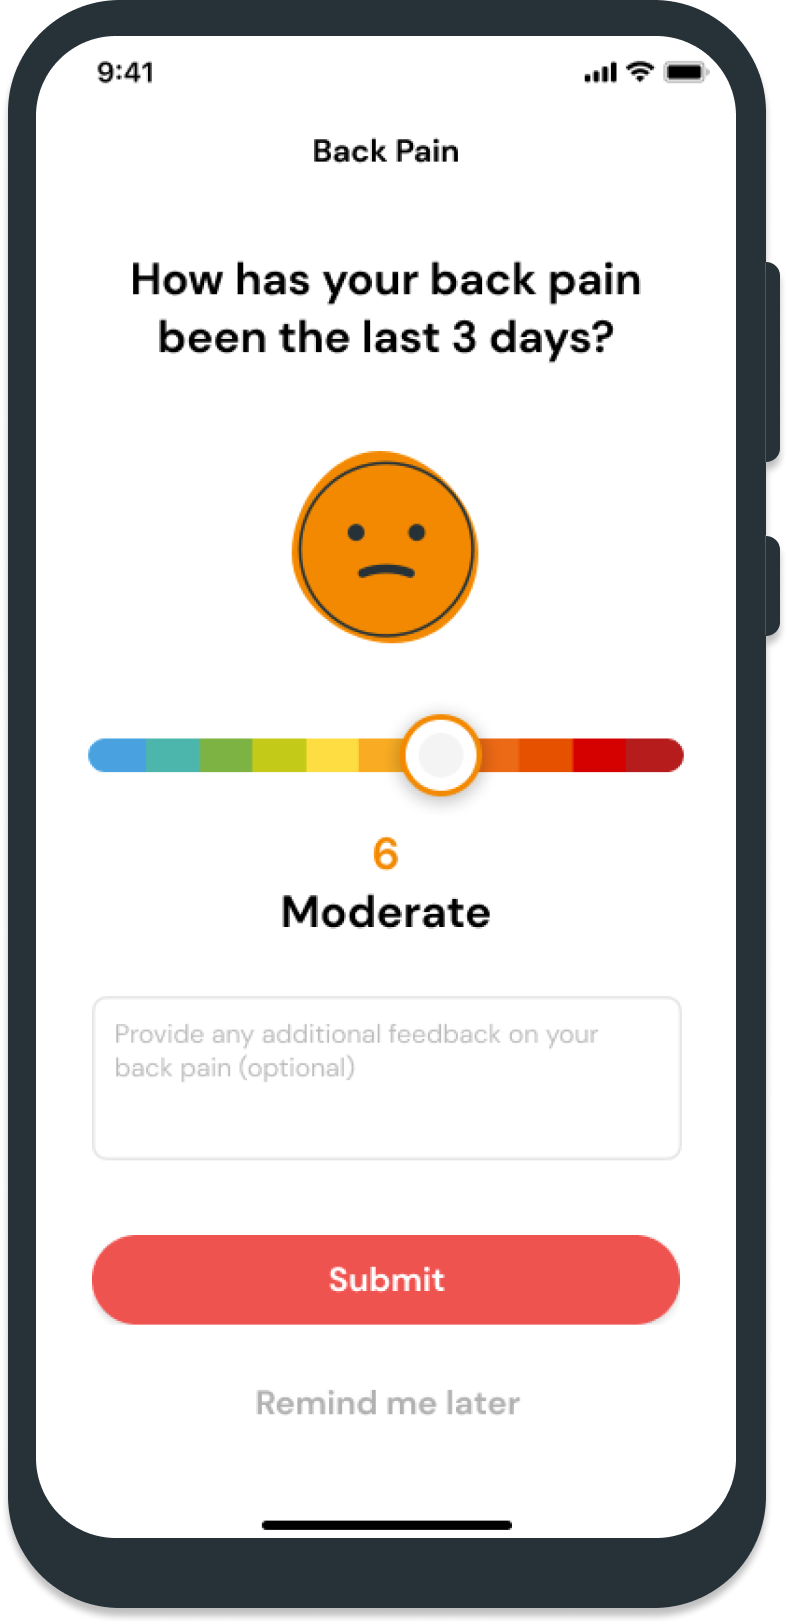 9:41
Back Pain
How has your back pain
been the last 3 days?
6
Moderate
Provide any additional feedback on your
back pain (optional)
Submit
Remind me later